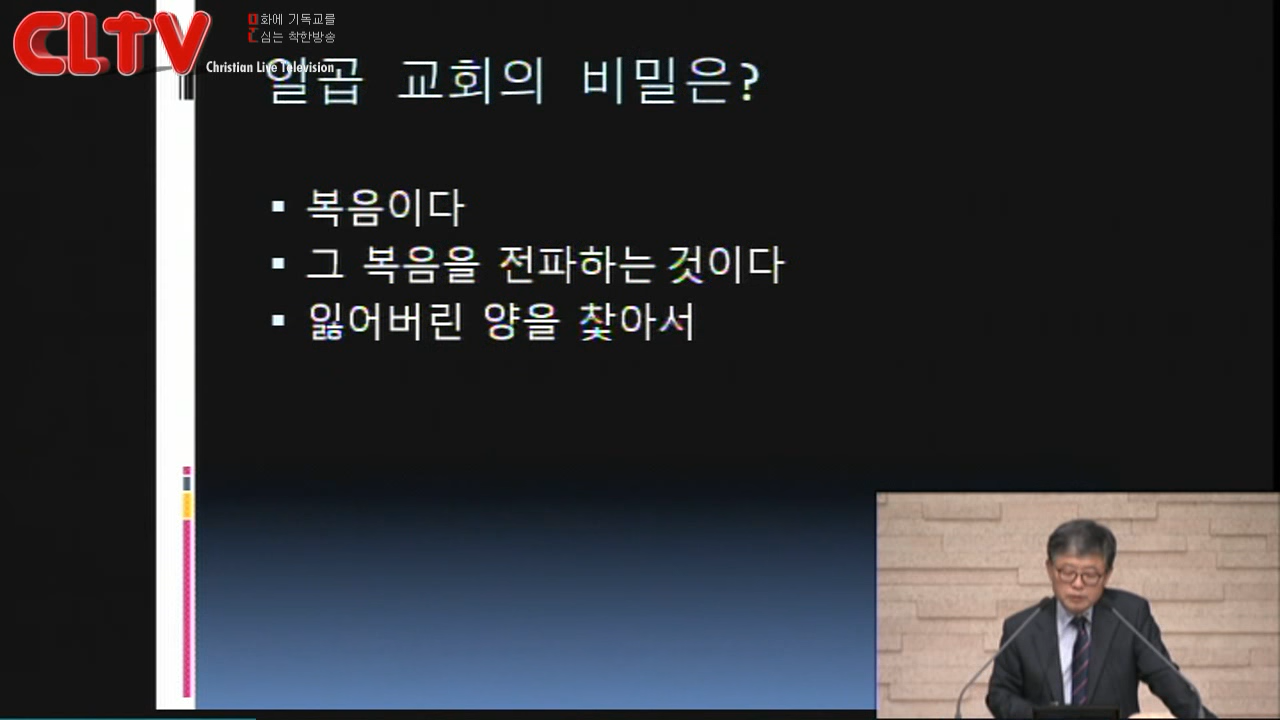 CLTV
문화에 기독교를
심는 착한방송
Christian Live Television
일곱 교회의 비밀은?
▪ 복음이다
▪ 그 복음을 전파하는 것이다
▪ 잃어버린 양을 찾아서